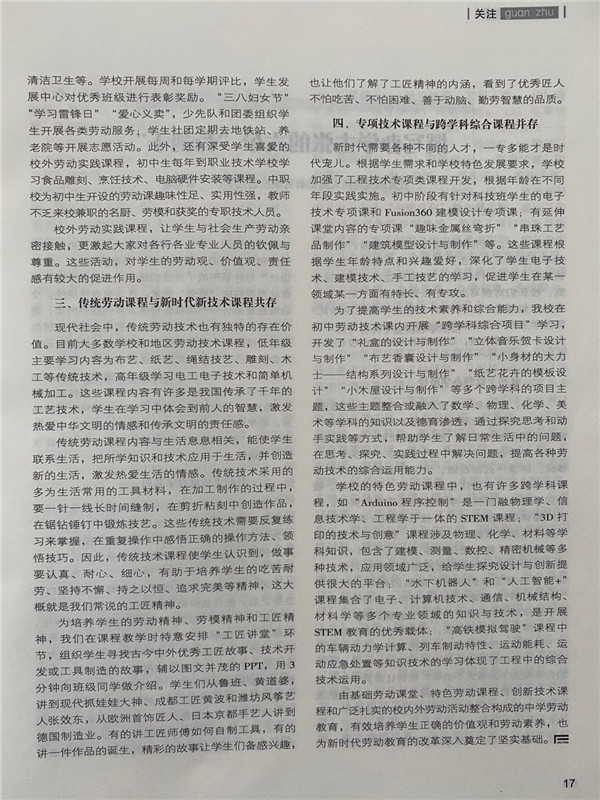 关注 guan zhu
清洁卫生等。学校开展每周和每学期评比，学生发
展中心对优秀班级进行表彰奖励。“三八妇女节”
“学习雷锋日”“爱心义卖”，少先队和团委组织学
生开展各类劳动服务；学生社团定期去地铁站、养
老院等开展志愿活动。此外，还有深受学生喜爱的
校外劳动实践课程，初中生每年到职业技术学校学
习食品雕刻、烹饪技术、电脑硬件安装等课程。中职
校为初中生开设的劳动课趣味性足、实用性强，教师
不乏来校兼职的名厨、劳模和获奖的专职技术人员。
校外劳动实践课程，让学生与社会生产劳动亲
密接触，更激起大家对各行各业专业人员的钦佩与
尊重。这些活动，对学生的劳动观、价值观、责任
感有较大的促进作用。
三、传统劳动课程与新时代新技术课程共存
现代社会中，传统劳动技术也有独特的存在价
值。目前大多数学校和地区劳动技术课程，低年级
主要学习内容为布艺、纸艺、绳结技艺、雕刻、木
工等传统技术，高年级学习电工电子技术和简单机
械加工。这些课程内容有许多是我国传承了千年的
工艺技术，学生在学习中体会到前人的智慧，激发
热爱中华文明的情感和传承文明的责任感。
传统劳动课程内容与生活息息相关，能使学生
联系生活，把所学知识和技术应用于生活，并创造
新的生活，激发热爱生活的情感。传统技术采用的
多为生活常用的工具材料，在加工制作的过程中，
要一针一线长时间缝制，在剪折粘刻中创造作品，
在锯钻锤钉中锻炼技艺。这些传统技术需要反复练
习来掌握，在重复操作中感悟正确的操作方法、领
悟技巧。因此，传统技术课程使学生认识到，做事
要认真、耐心、细心，有助于培养学生的吃苦耐
劳、坚持不懈、持之以恒、追求完美等精神，这大
概就是我们常说的工匠精神。
为培养学生的劳动精神、劳模精神和工匠精
神，我们在课程教学时特意安排“工匠讲堂”环
节，组织学生寻找古今中外优秀工匠故事、技术开
发或工具制造的故事，辅以图文并茂的PPT，用 3
分钟向班级同学做介绍。学生们从鲁班、黄道婆，
讲到现代抓娃娃大神、成都工匠黄波和潍坊风筝艺
人张效东，从欧洲首饰匠人、日本京都手艺人讲到
德国制造业。有的讲工匠师傅如何自制工具，有的
讲一件作品的诞生，精彩的故事让学生们备感兴趣，
也让他们了解了工匠精神的内涵，看到了优秀匠人
不怕吃苦、不怕困难、善于动脑、勤劳智慧的品质。
四、专项技术课程与跨学科综合课程并存
新时代需要各种不同的人才，一专多能才是时
代宠儿。根据学生需求和学校特色发展要求，学校
加强了工程技术专项类课程开发，根据年龄在不同
年段实践实施。初中阶段有针对科技班学生的电子
技术专项课和 Fusion360 建模设计专项课；有延伸
课堂内容的专项课“趣味金属丝弯折”“串珠工艺
品制作”“建筑模型设计与制作”等。这些课程根
据学生年龄特点和兴趣爱好，深化了学生电子技
术、建模技术、手工技艺的学习，促进学生在某一
领域某一方面有特长、有专攻。
为了提高学生的技术素养和综合能力，我校在
初中劳动技术课内开展“跨学科综合项目”学习，
开发了“礼盒的设计与制作”“立体音乐贺卡设计
与制作”“布艺香囊设计与制作”“小身材的大力
士——结构系列设计与制作”“纸艺花卉的模板设
计”“小木屋设计与制作”等多个跨学科的项目主
题，这些主题整合或融入了数学、物理、化学、美
术等学科的知识以及德育渗透，通过探究思考和动
手实践等方式，帮助学生了解日常生活中的问题，
在思考、探究、实践过程中解决问题，提高各种劳
动技术的综合运用能力。
学校的特色劳动课程中，也有许多跨学科课
程，如“Arduino 程序控制”是一门融物理学、信
息技术学、工程学于一体的 STEM 课程；“3D 打
印的技术与创意”课程涉及物理、化学、材料等学
科知识，包含了建模、测量、数控、精密机械等多
种技术，应用领域广泛，给学生探究设计与创新提
供很大的平台；“水下机器人”和“人工智能+”
课程集合了电子、计算机技术、通信、机械结构、
材料学等多个专业领域的知识与技术，是开展
STEM 教育的优秀载体；“高铁模拟驾驶”课程中
的车辆动力学计算、列车制动特性、运动能耗、运
动应急处置等知识技术的学习体现了工程中的综合
技术运用。
由基础劳动课堂、特色劳动课程、创新技术课
程和广泛扎实的校内外劳动活动整合构成的中学劳动
教育，有效培养学生正确的价值观和劳动素养，也
为新时代劳动教育的改革深入奠定了坚实基础。
17